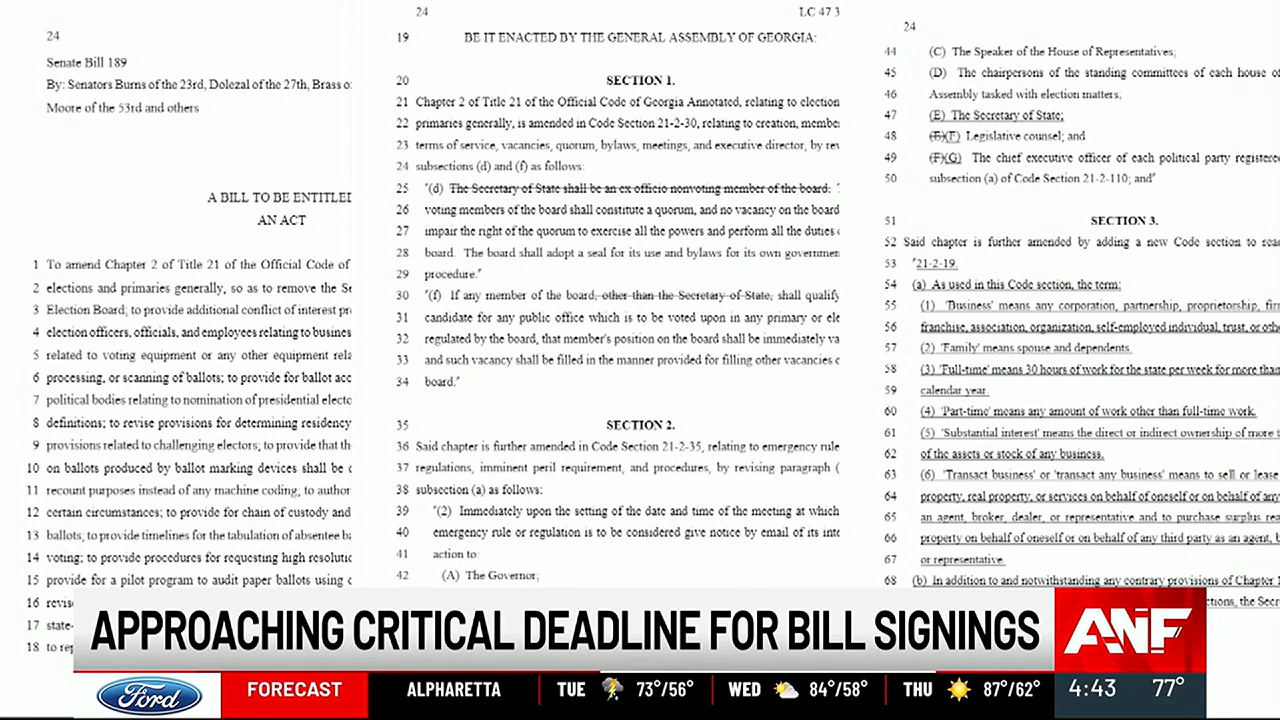 24
Senate Bill 189
By: Senators Burns of the 23rd, Dolezal of the 27th, Brass o
Moore of the 53rd and others
A BILL TO BE ENTITLED
AN ACT
1 To amend Chapter 2 of Title 21 of the Official Code of
2 elections and primaries generally, so as to remove the Se
3 Election Board; to provide additional conflict of interest pr
4 election officers, officials, and employees relating to busines
5 related to voting equipment or any other equipment rela
6 processing, or scanning of ballots; to provide for ballot acc
7 political bodies relating to nomination of presidential electo
8 definitions; to revise provisions for determining residency
9 provisions related to challenging electors; to provide that th
10 on ballots produced by ballot marking devices shall be
11 recount purposes instead of any machine coding; to author
12 certain circumstances; to provide for chain of custody and
13 ballots; to provide timelines for the tabulation of absentee ba
14 voting; to provide procedures for requesting high resolutio
15 provide for a pilot program to audit paper ballots using
16 revise
17 state-
18 to rep
24 LC 47 3
19 BE IT ENACTED BY THE GENERAL ASSEMBLY OF GEORGIA:
20 SECTION 1.
21 Chapter 2 of Title 21 of the Official Code of Georgia Annotated, relating to election
22 primaries generally, is amended in Code Section 21-2-30, relating to creation, membe
23 terms of service, vacancies, quorum, bylaws, meetings, and executive director, by rev
24 subsections (d) and (f) as follows:
25 "(d) The Secretary of State shall be an ex officio nonvoting member of the board.
26 voting members of the board shall constitute a quorum, and no vacancy on the board
27 impair the right of the quorum to exercise all the powers and perform all the duties
28 board. The board shall adopt a seal for its use and bylaws for its own governmen
29 procedure."
30 "(f) If any member of the board, other than the Secretary of State, shall qualify
31 candidate for any public office which is to be voted upon in any primary or ele
32 regulated by the board, that member's position on the board shall be immediately va
33 and such vacancy shall be filled in the manner provided for filling other vacancies
34 board."
35 SECTION 2.
36 Said chapter is further amended in Code Section 21-2-35, relating to emergency rule
37 regulations, imminent peril requirement, and procedures, by revising paragraph (
38 subsection (a) as follows:
39 "(2) Immediately upon the setting of the date and time of the meeting at which
40 emergency rule or regulation is to be considered give notice by email of its inte
41 action to:
42 (A) The Governor;
24
44 (C) The Speaker of the House of Representatives;
45 (D) The chairpersons of the standing committees of each house of
46 Assembly tasked with election matters;
47 (E) The Secretary of State;
48 (E)(F) Legislative counsel; and
49 (F)(G) The chief executive officer of each political party registere
50 subsection (a) of Code Section 21-2-110; and"
51 SECTION 3.
52 Said chapter is further amended by adding a new Code section to rea
53 "21-2-19.
54 (a) As used in this Code section, the term:
55 (1) 'Business' means any corporation, partnership, proprietorship, fir
56 franchise, association, organization, self-employed individual, trust, or othe
57 (2) 'Family' means spouse and dependents.
58 (3) 'Full-time' means 30 hours of work for the state per week for more than
59 calendar year.
60 (4) 'Part-time' means any amount of work other than full-time work.
61 (5) 'Substantial interest' means the direct or indirect ownership of more t
62 of the assets or stock of any business.
63 (6) 'Transact business' or 'transact any business' means to sell or lease
64 property, real property, or services on behalf of oneself or on behalf of any
65 an agent, broker, dealer, or representative and to purchase surplus rea
66 property on behalf of oneself or on behalf of any third party as an agent, b
67 or representative.
68 (b) In addition to and notwithstanding any contrary provisions of Chapter 1
ctions, the Secr
APPROACHING CRITICAL DEADLINE FOR BILL SIGNINGS
ANF
Ford
FORECAST ALPHARETTA TUE 73°/56° WED 84°/58° THU 87°/62° 4:43 77°